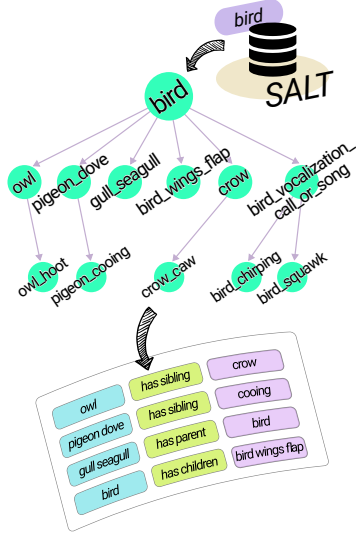 bird
SALT
bird
owl
pigeon_dove
gull_seagull
bird_wings_flap
crow
bird_vocalization_
call_or_song
owl_hoot
pigeon_cooing
crow_caw
bird_chirping
bird_squawk
owl has sibling crow
pigeon dove has sibling cooing
gull seagull has parent bird
bird has children bird wings flap